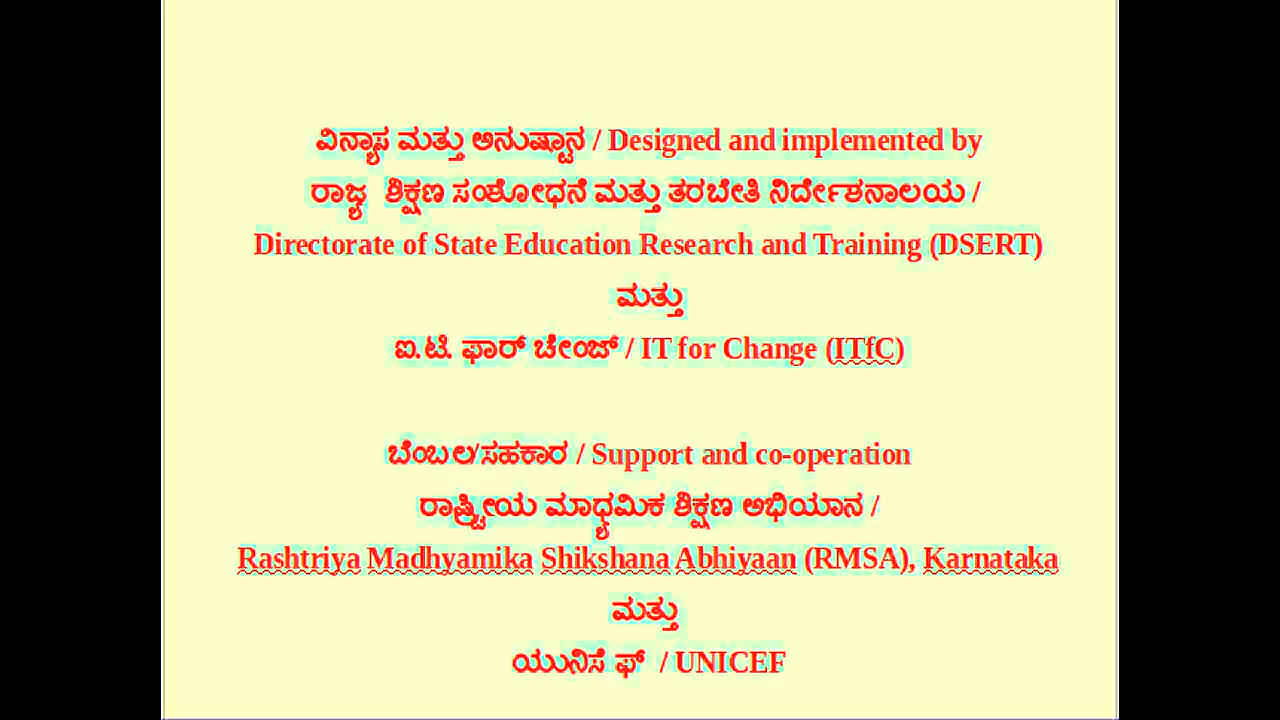 ವಿನ್ಯಾಸ ಮತ್ತು ಅನುಷ್ಠಾನ / Designed and implemented by
ರಾಜ್ಯ ಶಿಕ್ಷಣ ಸಂಶೋಧನೆ ಮತ್ತು ತರಬೇತಿ ನಿರ್ದೇಶನಾಲಯ /
Directorate of State Education Research and Training (DSERT)
ಮತ್ತು
ಐ.ಟಿ. ಫಾರ್ ಚೇಂಜ್ / IT for Change (ITfC)
ಬೆಂಬಲ/ಸಹಕಾರ / Support and co-operation
ರಾಷ್ಟ್ರೀಯ ಮಾಧ್ಯಮಿಕ ಶಿಕ್ಷಣ ಅಭಿಯಾನ /
Rashtriya Madhyamika Shikshana Abhiyaan (RMSA), Karnataka
ಮತ್ತು
ಯುನಿಸೆಫ್ / UNICEF